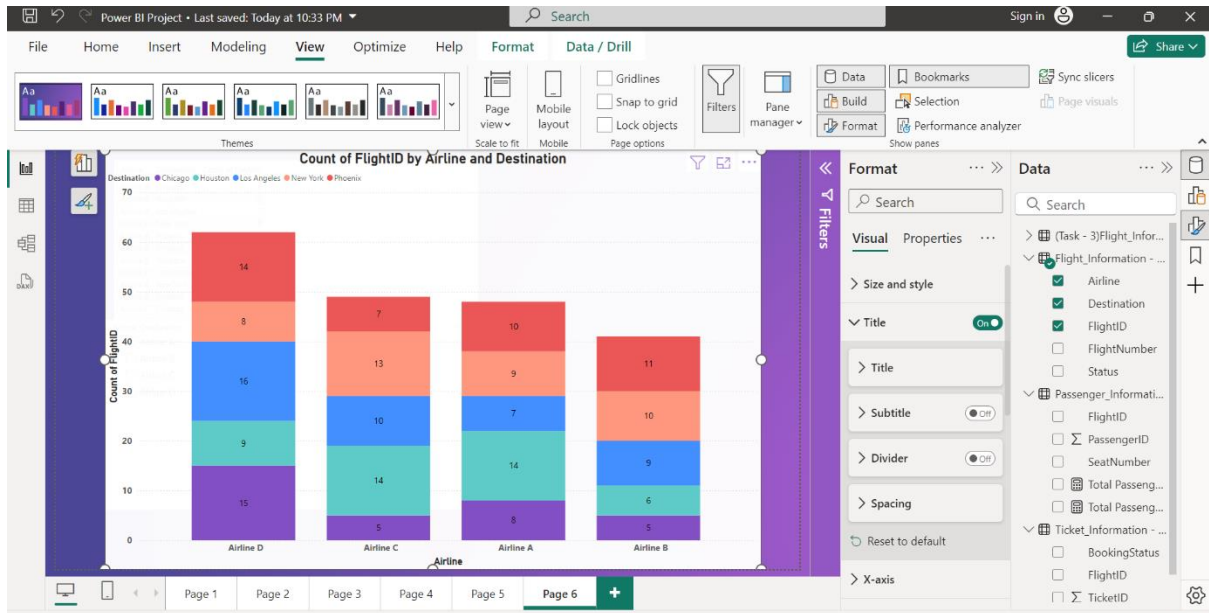 Power BI Project • Last saved: Today at 10:33 PM
Search
Sign in
File Home Insert Modeling View Optimize Help Format Data / Drill
Share
Aa Aa Aa Aa Aa Aa
Themes
Page view
Scale to fit
Mobile layout
Mobile
Gridlines
Snap to grid
Lock objects
Page options
Filters
Pane manager
Data
Build
Format
Bookmarks
Selection
Performance analyzer
Sync slicers
Page visuals
Show panes
DAX
Count of FlightID by Airline and Destination
Destination Chicago Houston Los Angeles New York Phoenix
Count of FlightID
70
60
50
40
30
20
10
0
14
8
16
9
15
7
13
10
14
5
10
9
7
14
8
11
10
9
6
5
Airline D Airline C Airline A Airline B
Airline
Filters
Format
Search
Visual Properties
Size and style
Title On
Title
Subtitle Off
Divider Off
Spacing
Reset to default
X-axis
Data
Search
(Task - 3)Flight_Infor...
Flight_Information - ...
Airline
Destination
FlightID
FlightNumber
Status
Passenger_Informati...
FlightID
∑ PassengerID
SeatNumber
Total Passeng...
Total Passeng...
Ticket_Information - ...
BookingStatus
FlightID
∑ TicketID
Page 1 Page 2 Page 3 Page 4 Page 5 Page 6 +